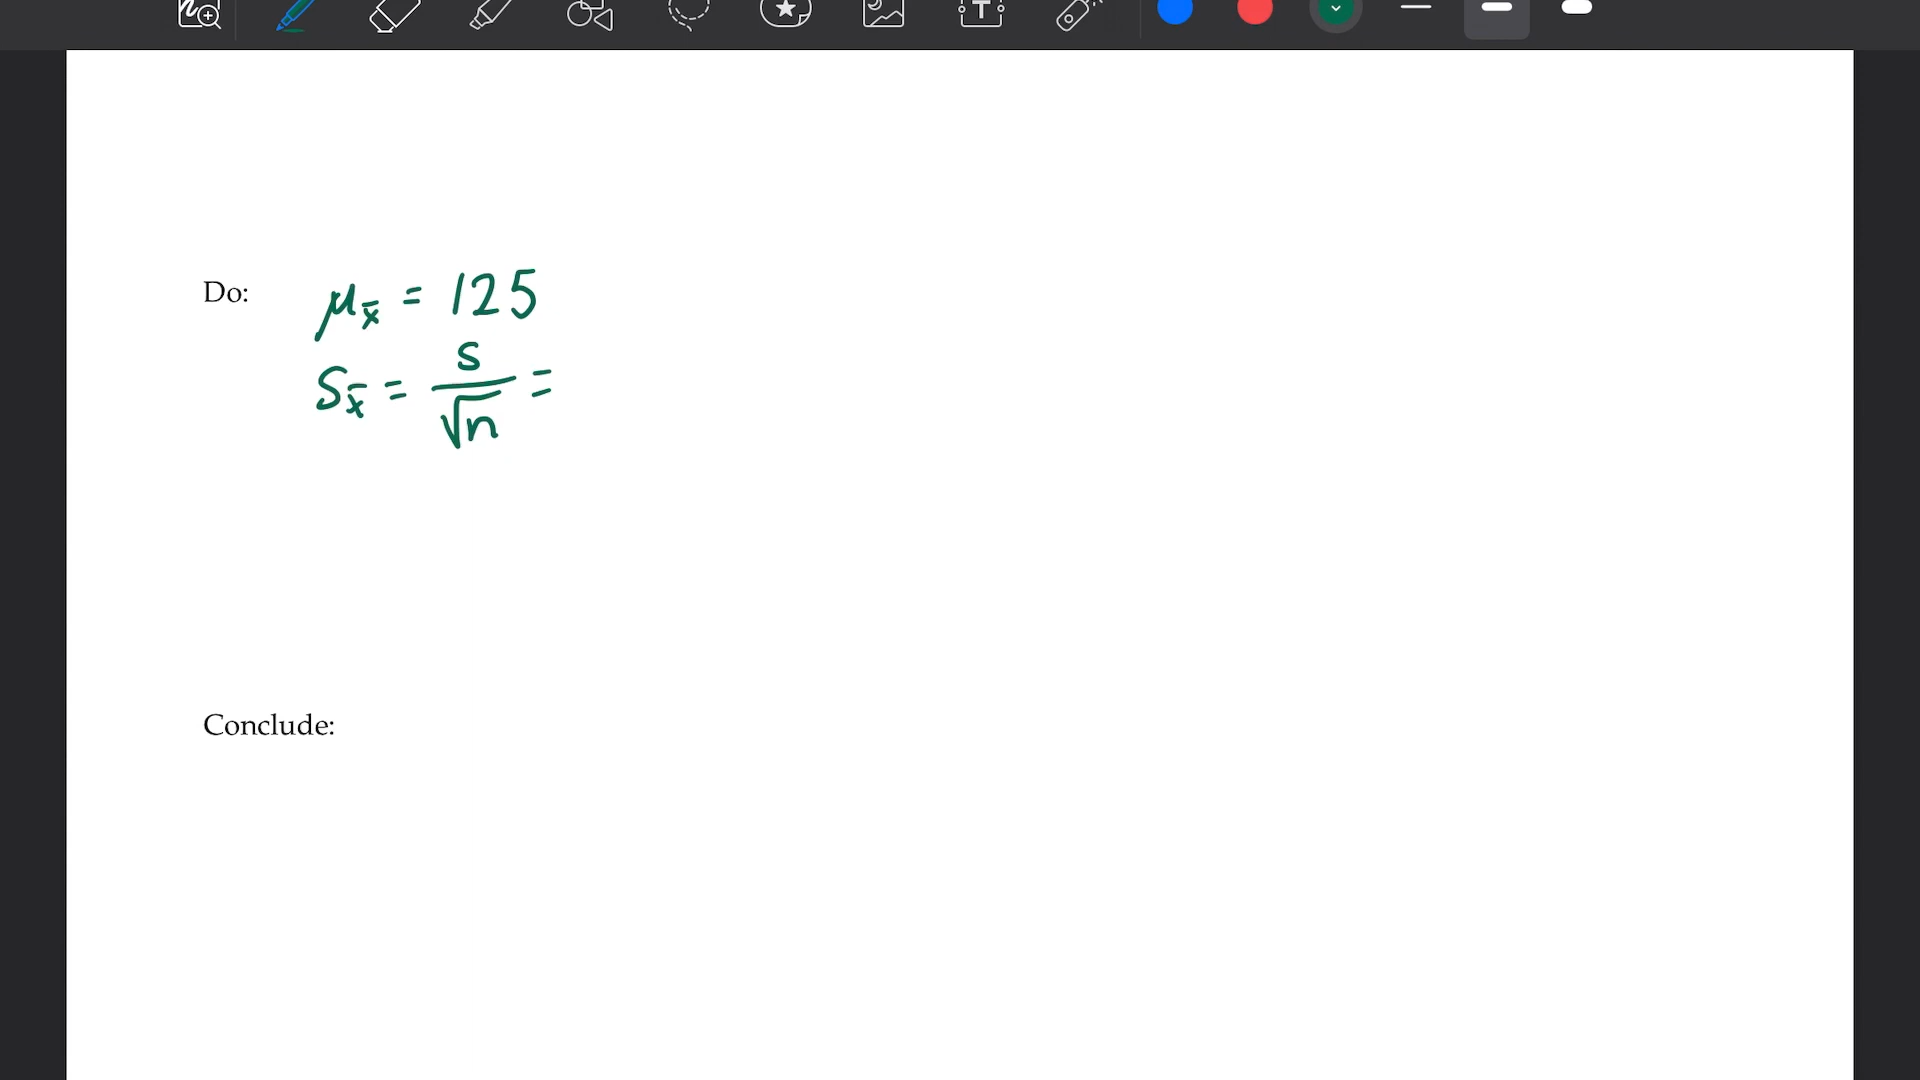 Do: μx̄ = 125
sx̄ = s/√n =
Conclude: